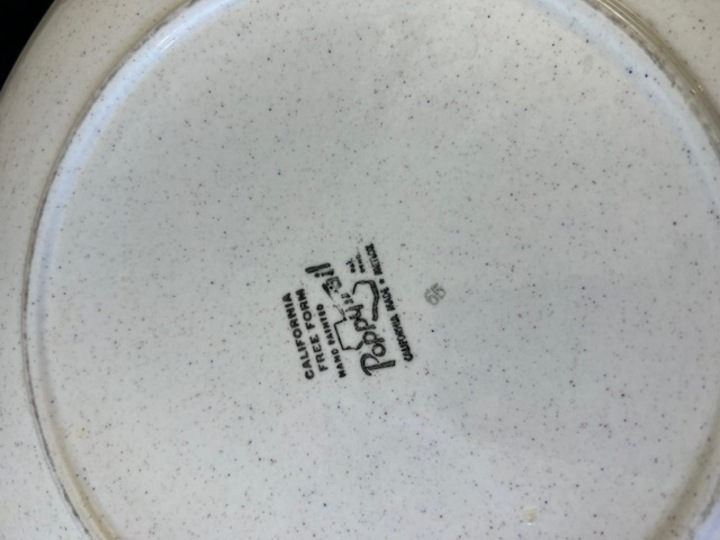 CALIFORNIA
FREE FORM
HAND PAINTED
Poppytrail
CALIFORNIA MADE • METLOX
65